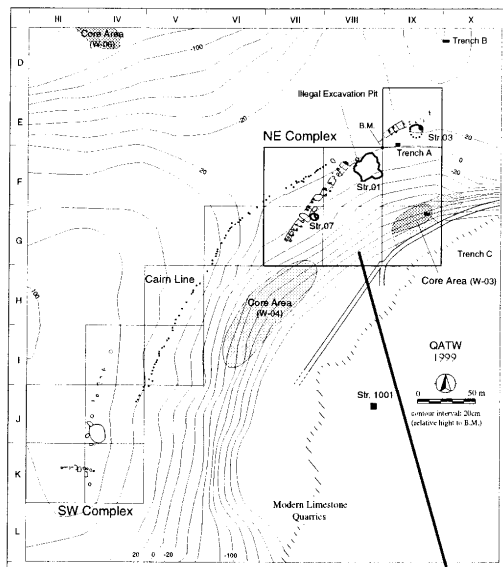 III IV V VI VII VIII IX X
D
E
F
G
H
I
J
K
L
Core Area
(W-06)
-100
Trench B
Illegal Excavation Pit
-20
B.M.
NE Complex
Str.03
20
Trench A
0
-20
20
Str.01
Str.07
Trench C
Cairn Line
Core Area (W-03)
Core Area
(W-04)
-100
QATW
1999
0 50 m
contour interval: 20cm
(relative hight to B.M.)
Str. 1001
SW Complex
Modern Limestone
Quarries
20 0 -20 -100